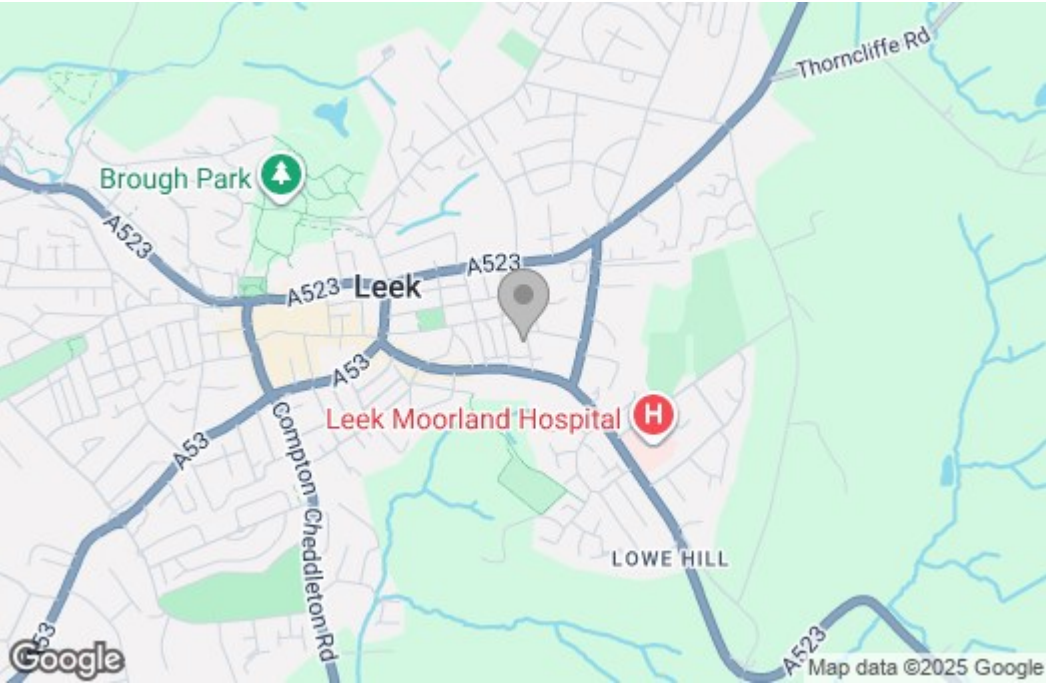 Thorncliffe Rd
Brough Park
A523
A523
A523
Leek
A53
Leek Moorland Hospital
H
A53
Compton
Cheddleton Rd
LOWE HILL
A53
A523
Google
Map data ©2025 Google